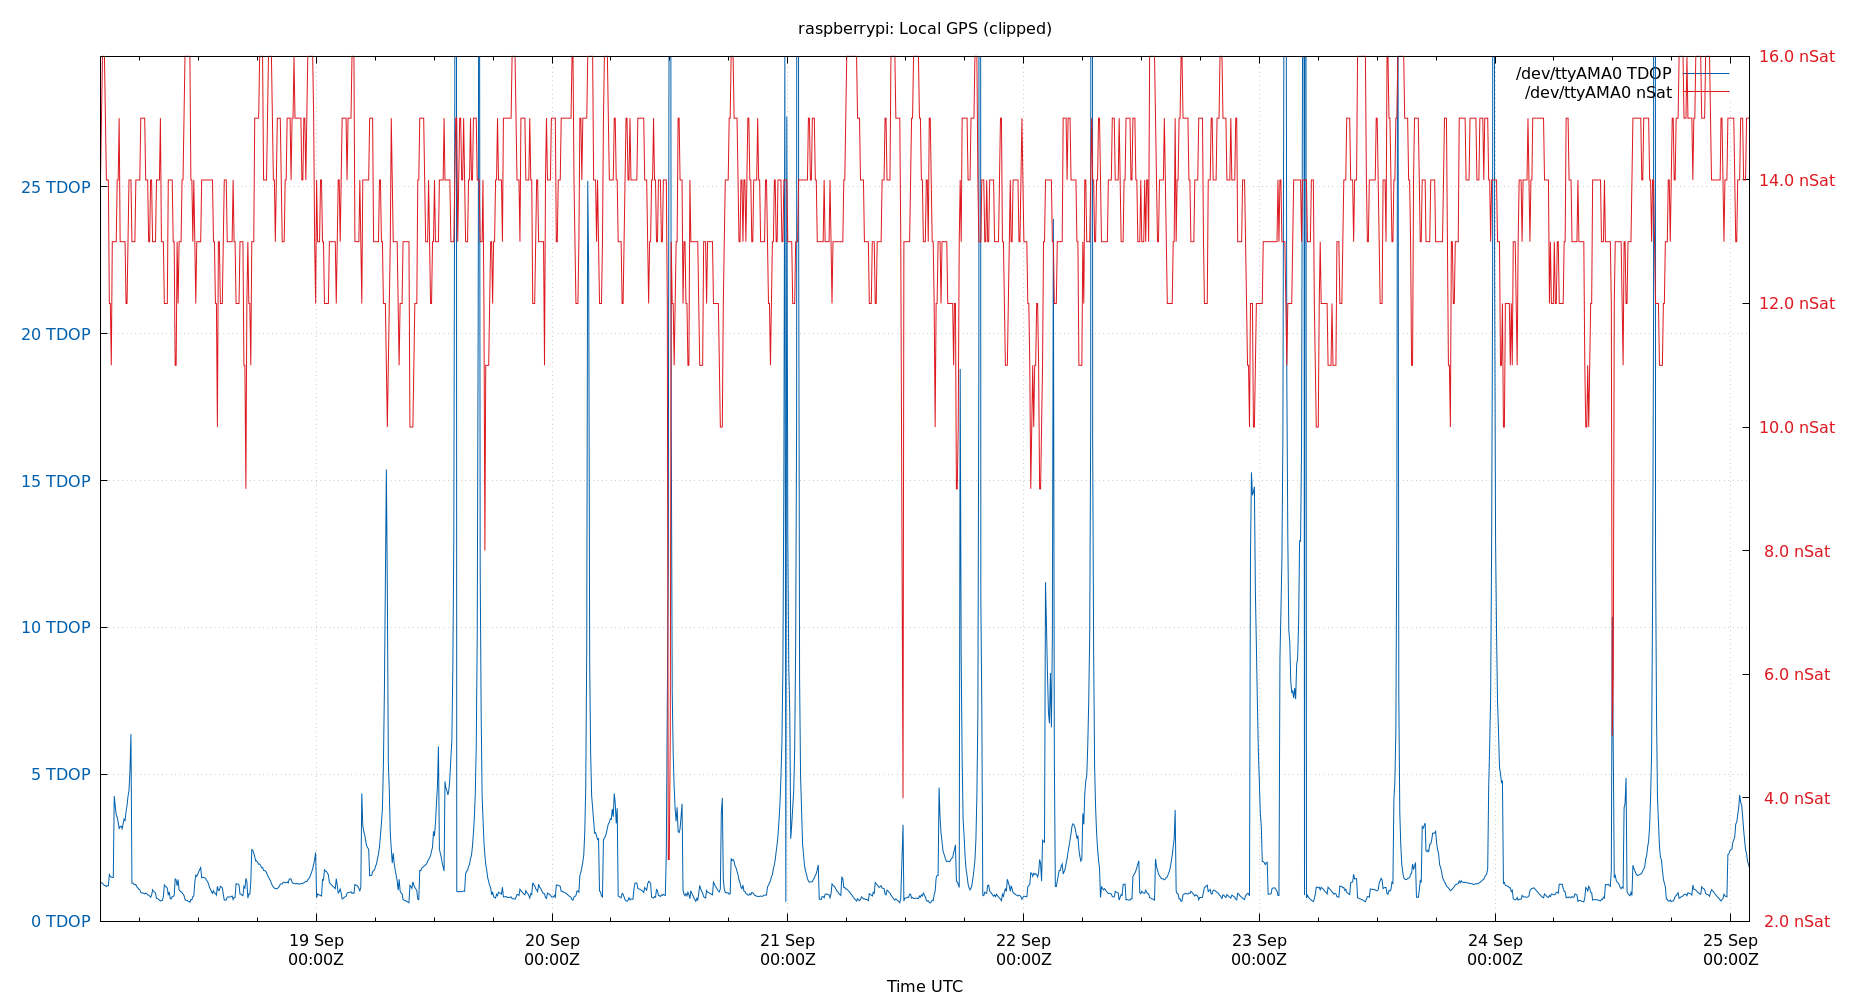 raspberrypi: Local GPS (clipped)
16.0 nSat
/dev/ttyAMA0 TDOP
/dev/ttyAMA0 nSat
25 TDOP
14.0 nSat
12.0 nSat
20 TDOP
10.0 nSat
15 TDOP
8.0 nSat
10 TDOP
6.0 nSat
5 TDOP
4.0 nSat
0 TDOP
2.0 nSat
19 Sep 20 Sep 21 Sep 22 Sep 23 Sep 24 Sep 25 Sep
00:00Z 00:00Z 00:00Z 00:00Z 00:00Z 00:00Z 00:00Z
Time UTC